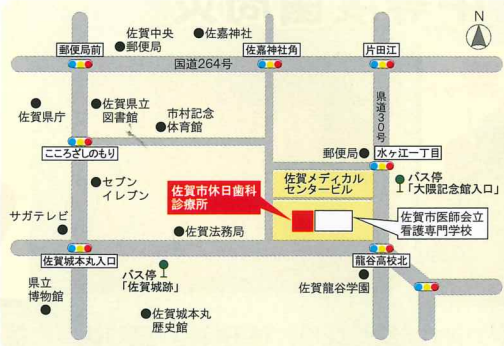 N
佐賀中央
郵便局
佐嘉神社
郵便局前
佐嘉神社角
片田江
国道264号
佐賀県庁
佐賀県立
図書館
市村記念
体育館
県道30号
こころざしのもり
郵便局
水ヶ江一丁目
セブン
イレブン
佐賀市休日歯科
診療所
佐賀メディカル
センタービル
バス停
「大隈記念館入口」
サガテレビ
佐賀法務局
佐賀市医師会立
看護専門学校
佐賀城本丸入口
龍谷高校北
県立
博物館
バス停
「佐賀城跡」
佐賀龍谷学園
佐賀城本丸
歴史館